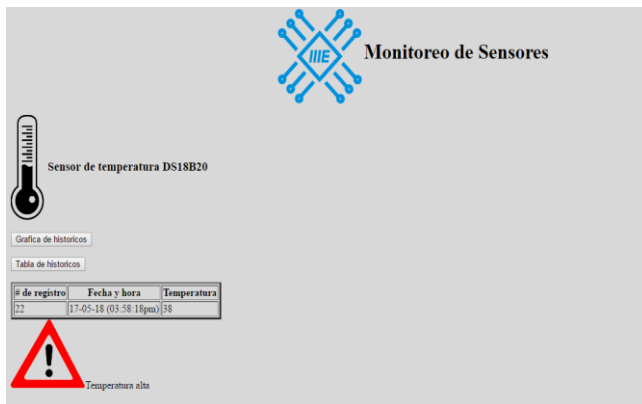 IIIE
Monitoreo de Sensores
Sensor de temperatura DS18B20
Grafica de historicos
Tabla de historicos
# de registro Fecha y hora Temperatura
22 17-05-18 (03:58:18pm) 38
!
Temperatura alta